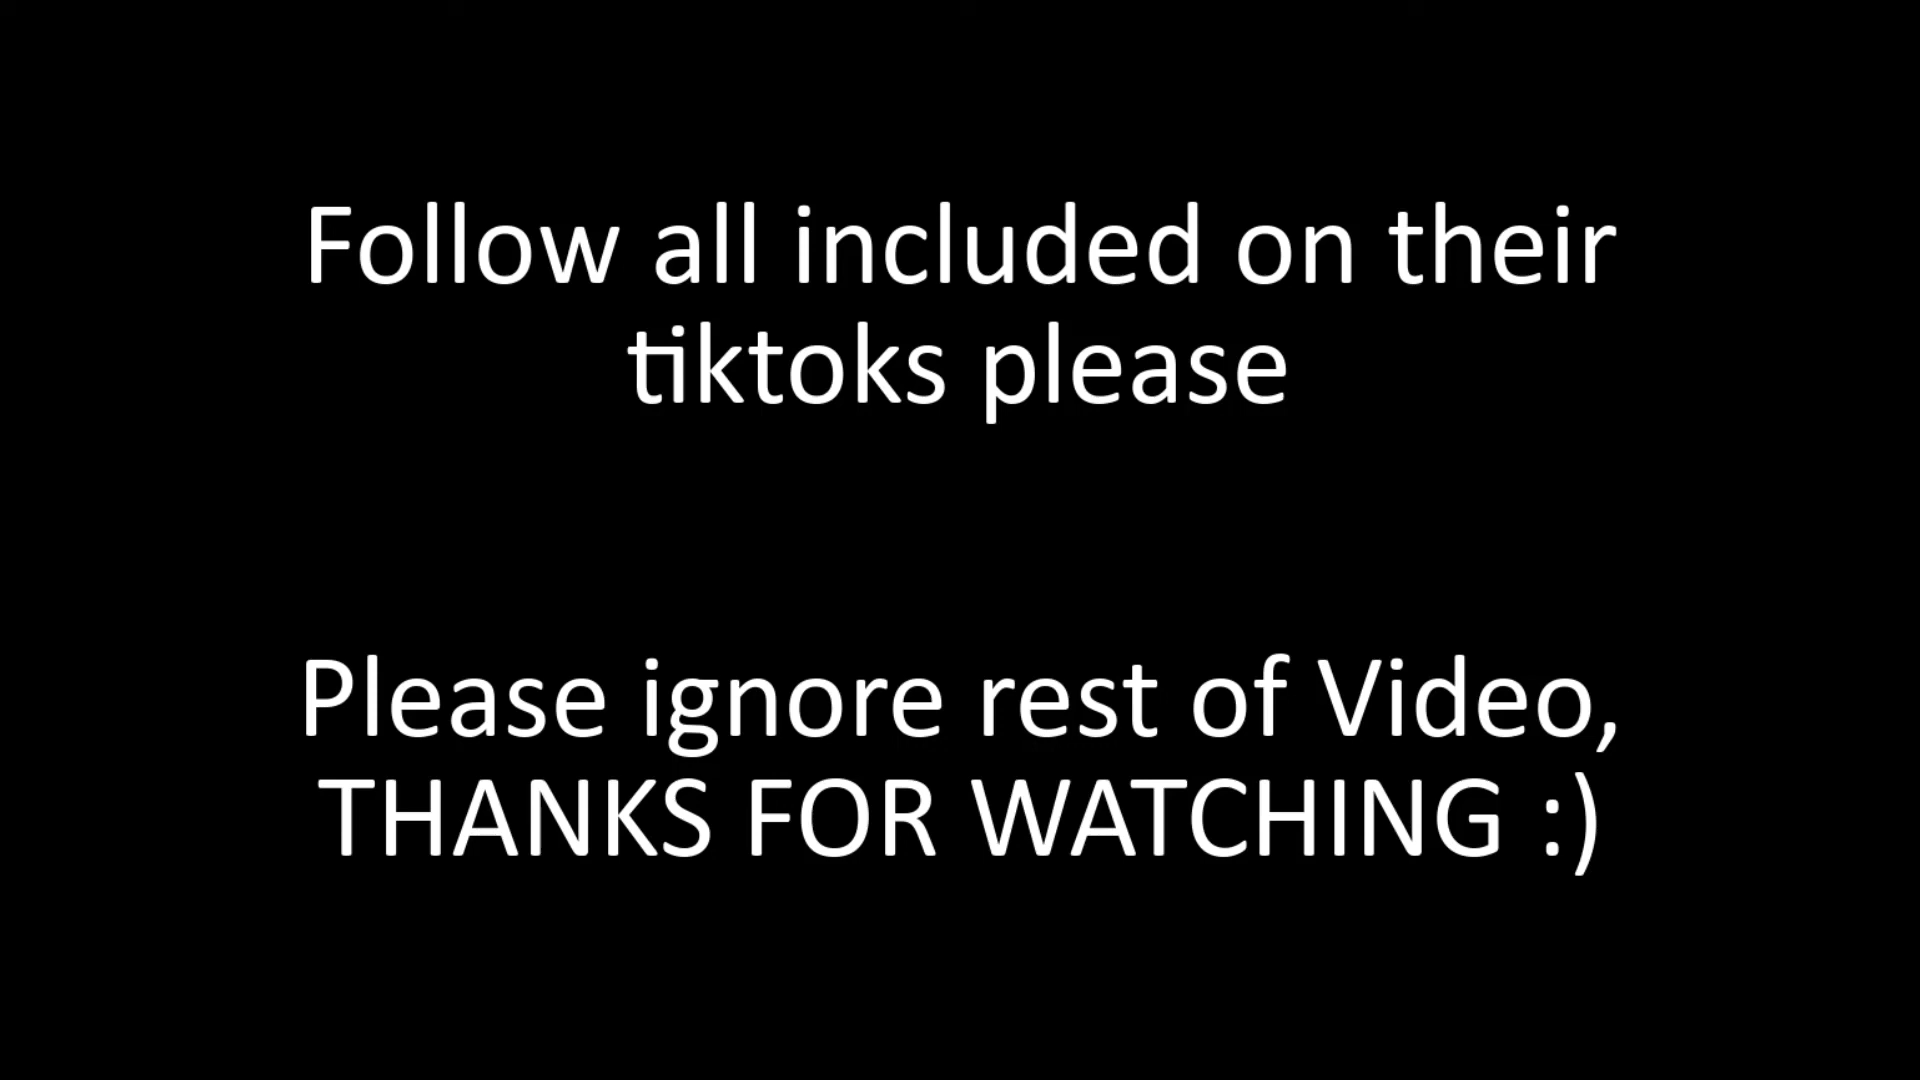 Follow all included on their
tiktoks please
Please ignore rest of Video,
THANKS FOR WATCHING :)